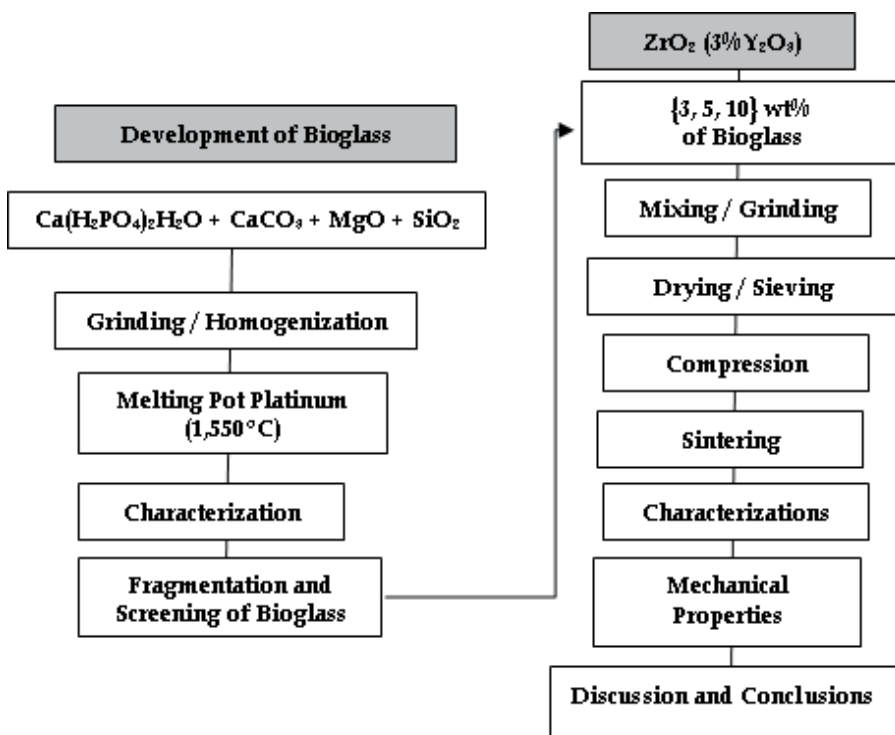 Development of Bioglass
Ca(H₂PO₄)₂H₂O + CaCO₃ + MgO + SiO₂
Grinding / Homogenization
Melting Pot Platinum
(1,550°C)
Characterization
Fragmentation and
Screening of Bioglass
ZrO₂ (3%Y₂O₃)
{3, 5, 10} wt%
of Bioglass
Mixing / Grinding
Drying / Sieving
Compression
Sintering
Characterizations
Mechanical
Properties
Discussion and Conclusions